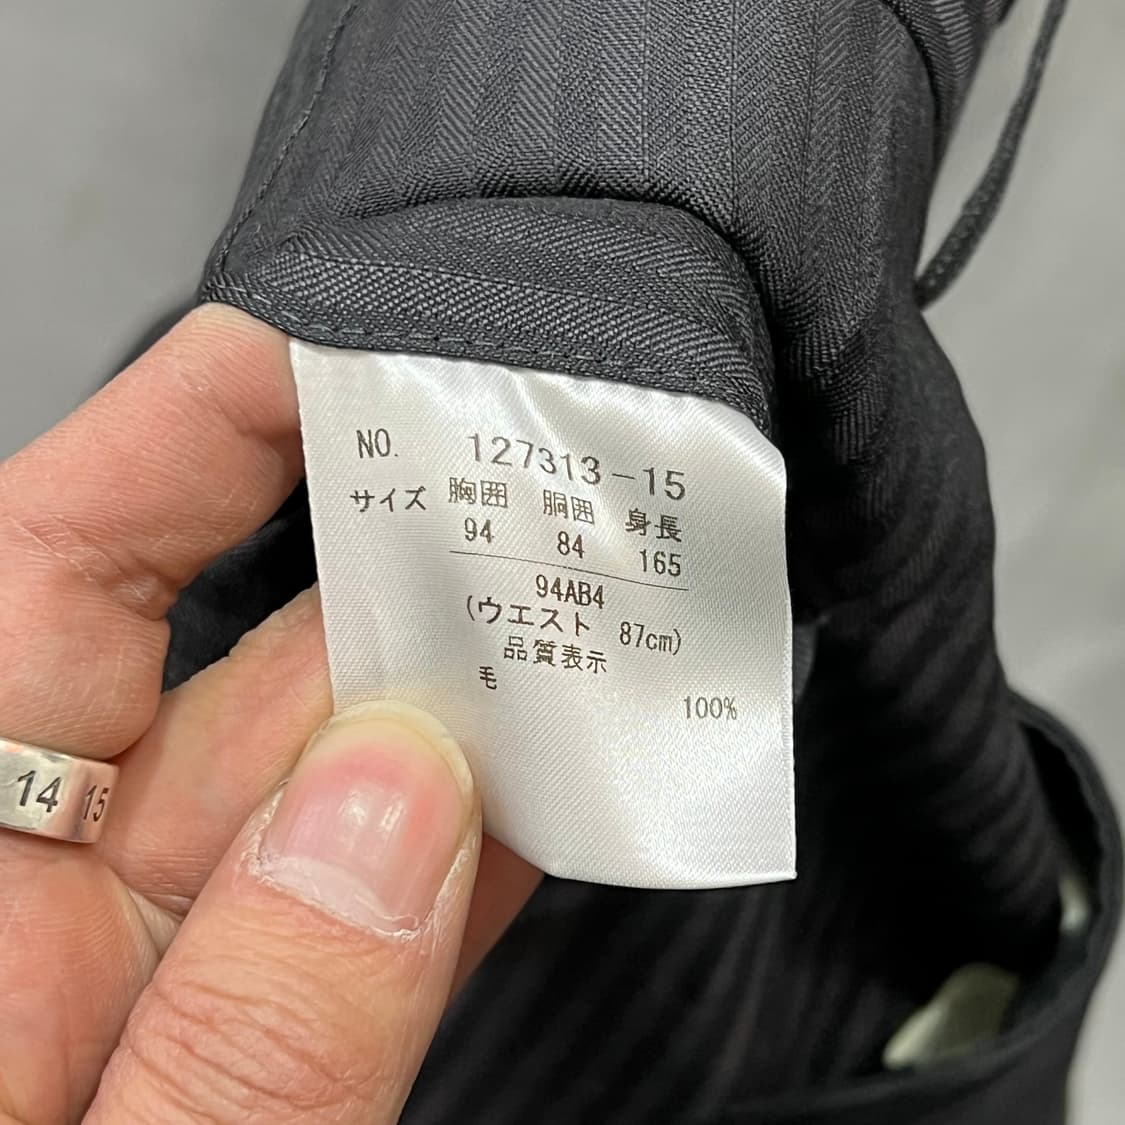 NO. 127313-15
サイズ 胸囲 胴囲 身長
94 84 165
94AB4
(ウエスト 87cm)
品質表示
毛 100%
14 15